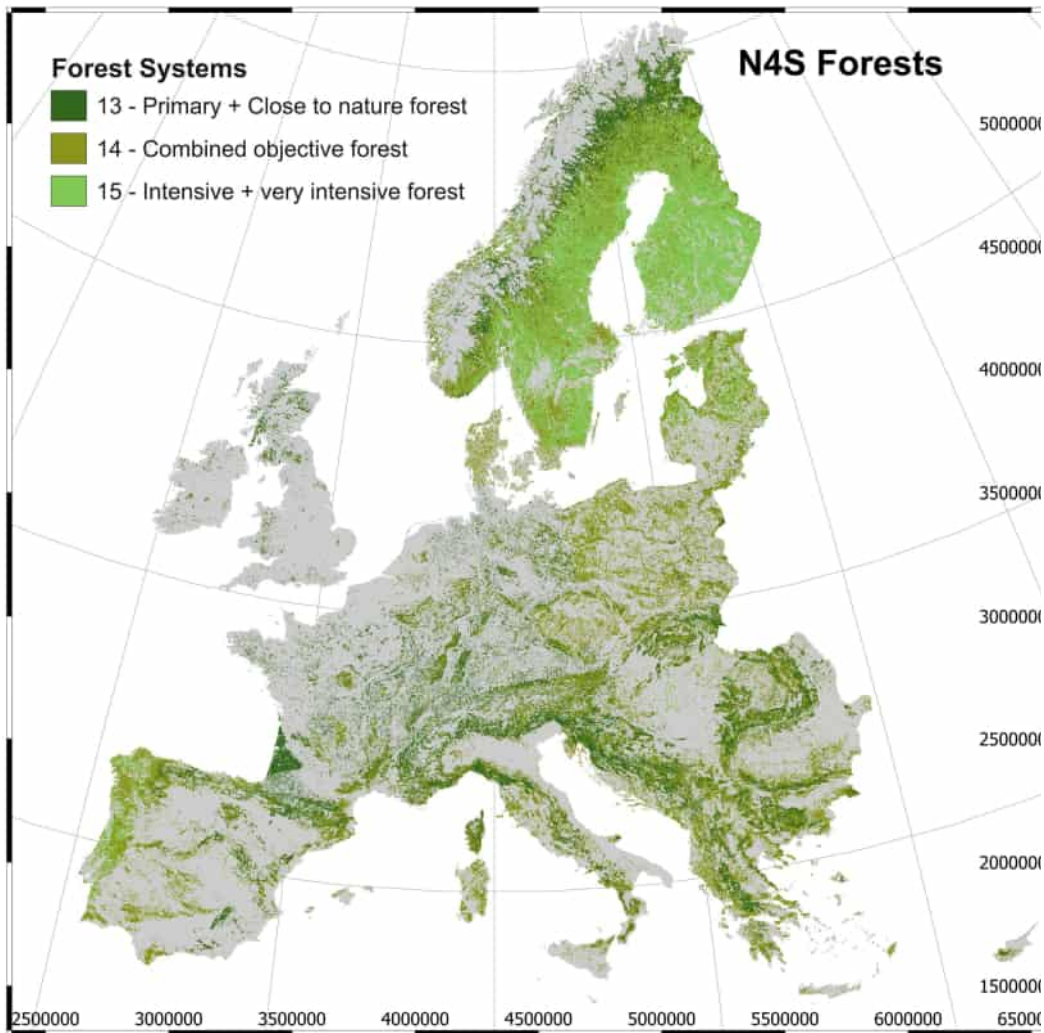 N4S Forests
Forest Systems
13 - Primary + Close to nature forest
14 - Combined objective forest
15 - Intensive + very intensive forest
5000000
4500000
4000000
3500000
3000000
2500000
2000000
1500000
2500000 3000000 3500000 4000000 4500000 5000000 5500000 6000000 65000